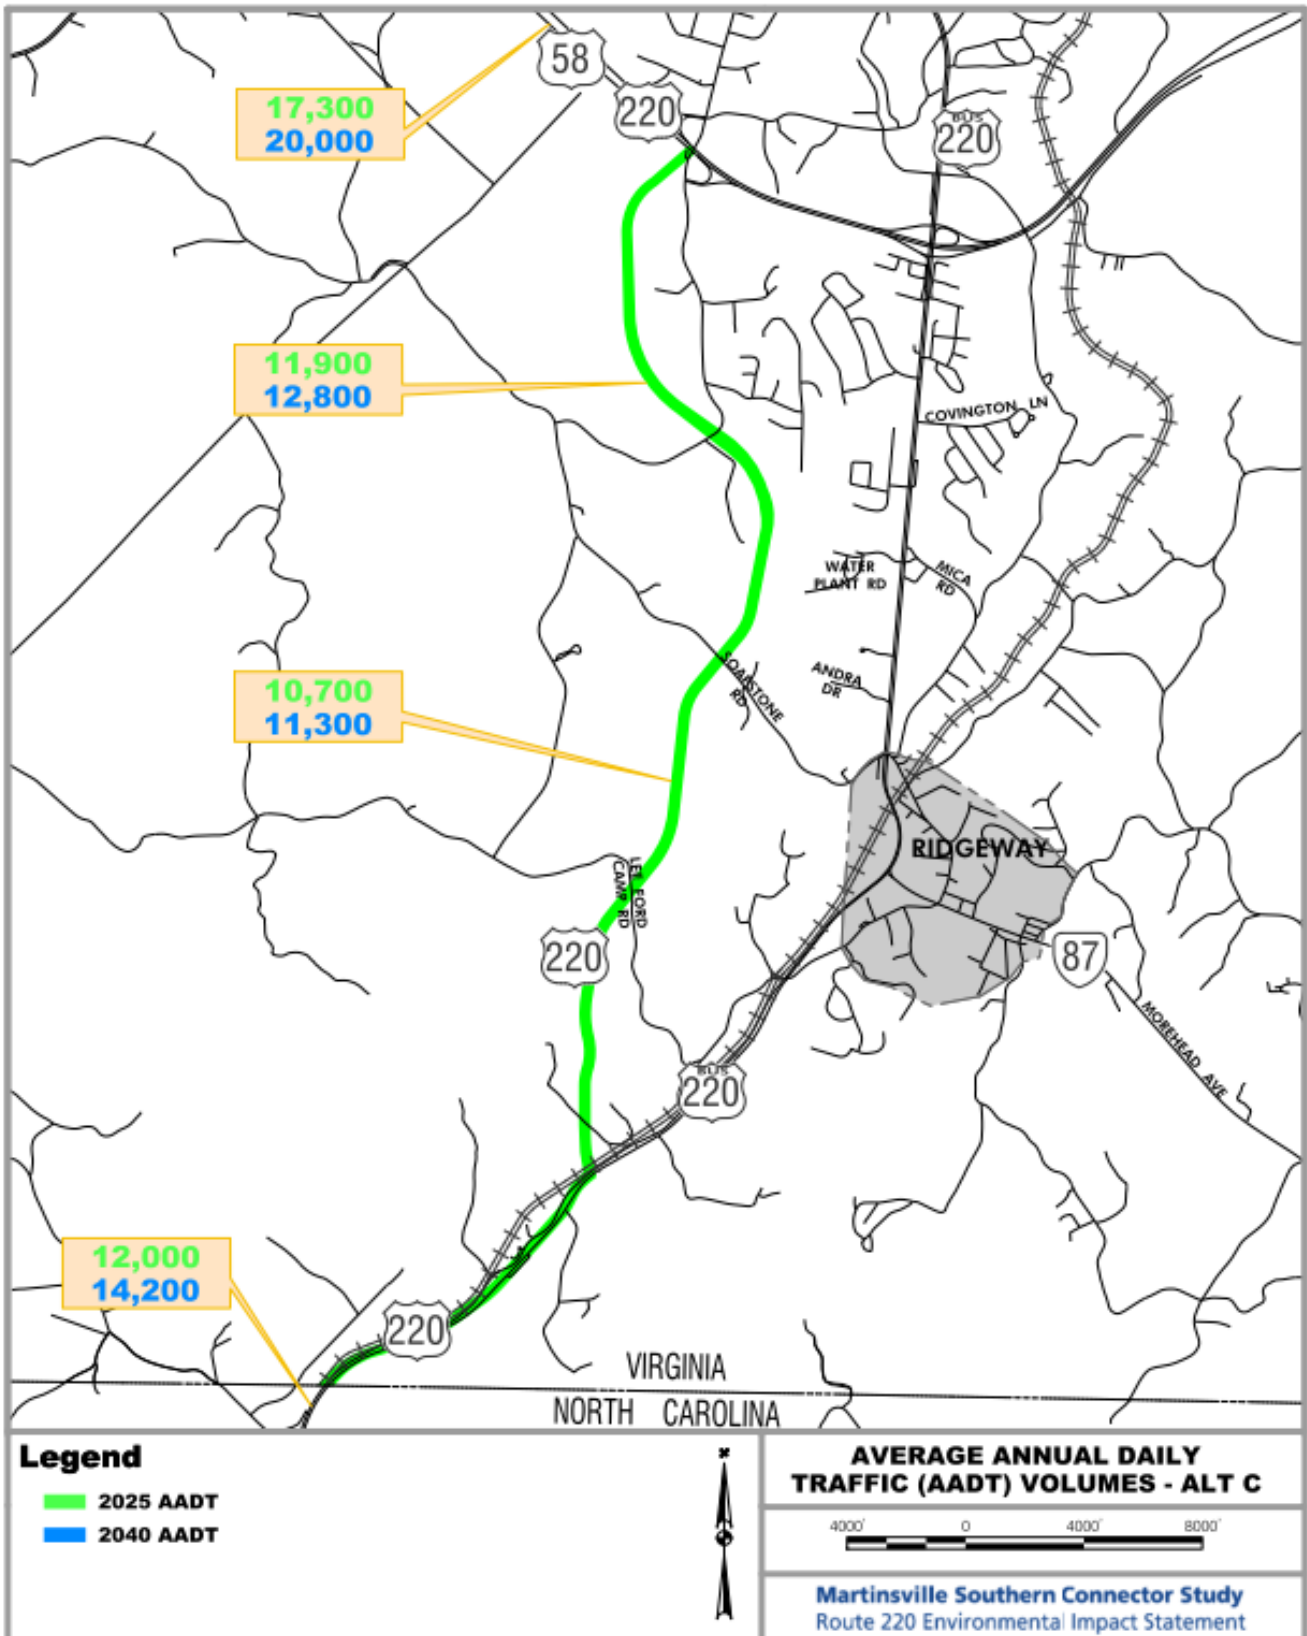 58
17,300
20,000
220
BUS
220
11,900
12,800
COVINGTON LN
WATER
PLANT RD
MICA
RD
10,700
11,300
SOAPSTONE
RD
ANDRA
DR
RIDGEWAY
LEE FORD
CAMP RD
220
87
MOREHEAD AVE
BUS
220
12,000
14,200
220
VIRGINIA
NORTH CAROLINA
Legend
2025 AADT
2040 AADT
AVERAGE ANNUAL DAILY
TRAFFIC (AADT) VOLUMES - ALT C
4000' 0 4000' 8000'
Martinsville Southern Connector Study
Route 220 Environmental Impact Statement